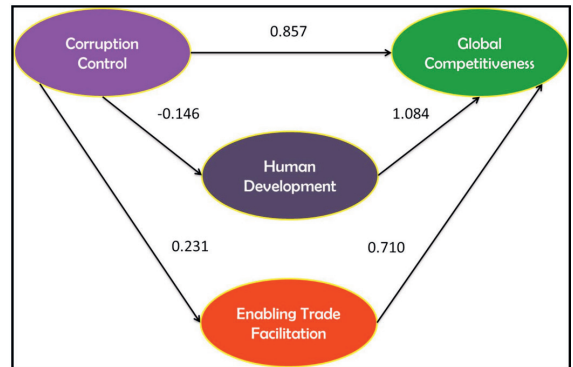 Corruption
Control
0.857
Global
Competitiveness
-0.146
1.084
Human
Development
0.231
0.710
Enabling Trade
Facilitation